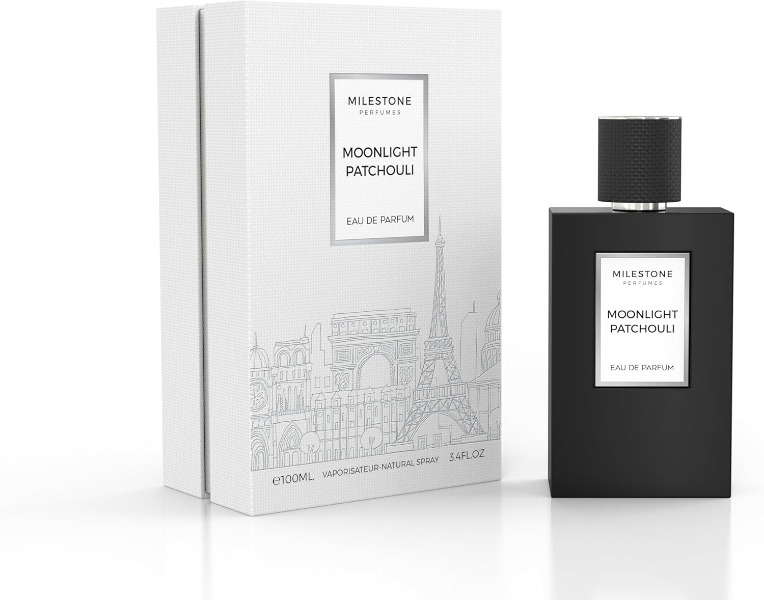 MILESTONE
PERFUMES
MOONLIGHT
PATCHOULI
EAU DE PARFUM
℮100ML. VAPORISATEUR-NATURAL SPRAY 3.4FL.OZ
MILESTONE
PERFUMES
MOONLIGHT
PATCHOULI
EAU DE PARFUM